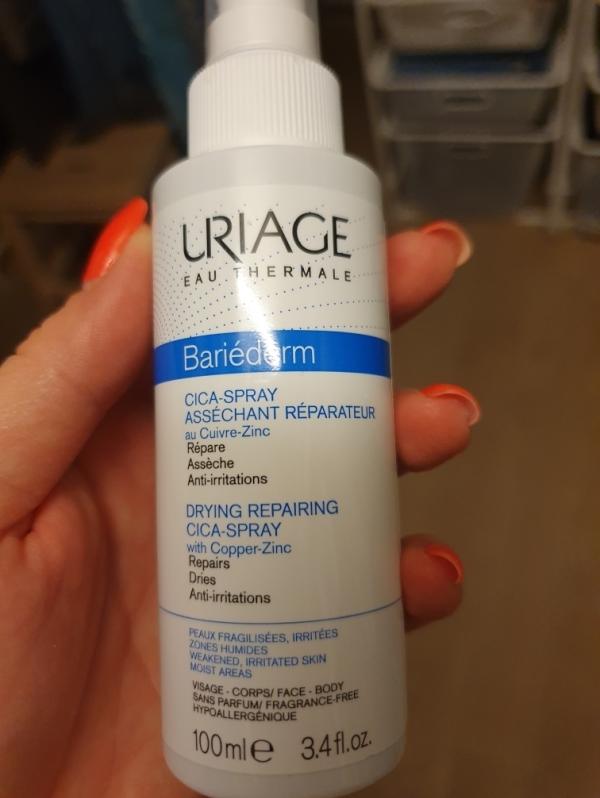 URIAGE
EAU THERMALE
Bariéderm
CICA-SPRAY
ASSÉCHANT RÉPARATEUR
au Cuivre-Zinc
Répare
Assèche
Anti-irritations
DRYING REPAIRING
CICA-SPRAY
with Copper-Zinc
Repairs
Dries
Anti-irritations
PEAUX FRAGILISÉES, IRRITÉES
ZONES HUMIDES
WEAKENED, IRRITATED SKIN
MOIST AREAS
VISAGE - CORPS/ FACE - BODY
SANS PARFUM/ FRAGRANCE-FREE
HYPOALLERGÉNIQUE
100ml℮ 3.4fl.oz.